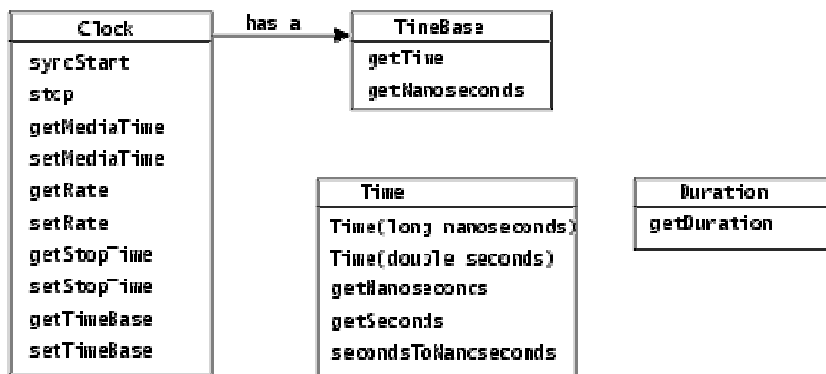 Clock
syncStart
stop
getMediaTime
setMediaTime
getRate
setRate
getStopTime
setStopTime
getTimeBase
setTimeBase
has a
TimeBase
getTime
getNanoseconds
Time
Time(long nanoseconds)
Time(double seconds)
getNanoseconds
getSeconds
secondsToNanoseconds
Duration
getDuration